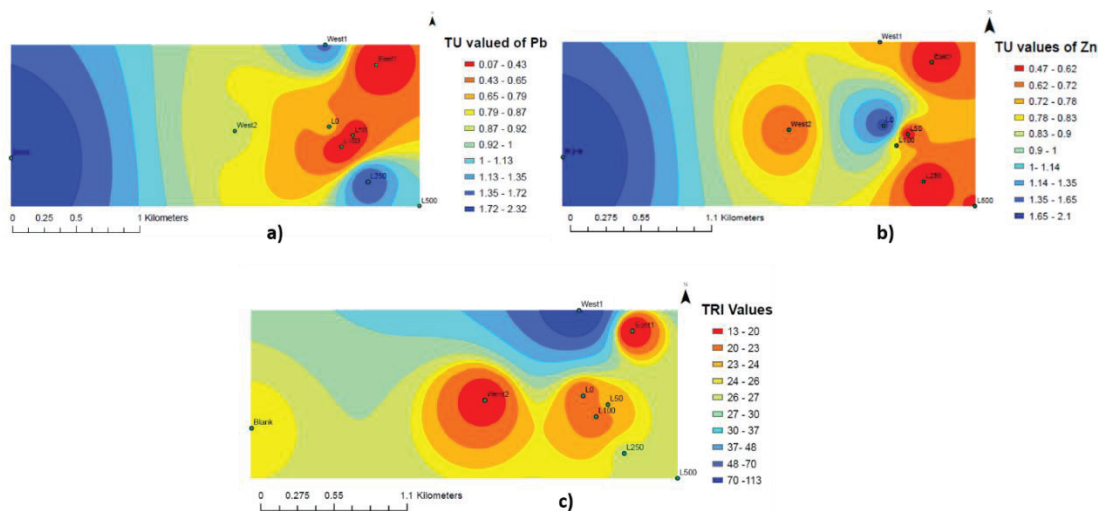 West1
East1
L0
West2
L50
L100
L250
L500
0 0.25 0.5 1 Kilometers
TU valued of Pb
0.07 - 0.43
0.43 - 0.65
0.65 - 0.79
0.79 - 0.87
0.87 - 0.92
0.92 - 1
1 - 1.13
1.13 - 1.35
1.35 - 1.72
1.72 - 2.32
a)
West1
N
East1
L0
West2
L50
L100
L250
L500
0 0.275 0.55 1.1 Kilometers
TU values of Zn
0.47 - 0.62
0.62 - 0.72
0.72 - 0.78
0.78 - 0.83
0.83 - 0.9
0.9 - 1
1- 1.14
1.14 - 1.35
1.35 - 1.65
1.65 - 2.1
b)
West1
N
East1
West2
L0
L50
L100
Blank
L250
L500
0 0.275 0.55 1.1 Kilometers
TRI Values
13 - 20
20 - 23
23 - 24
24 - 26
26 - 27
27 - 30
30 - 37
37- 48
48 -70
70 -113
c)